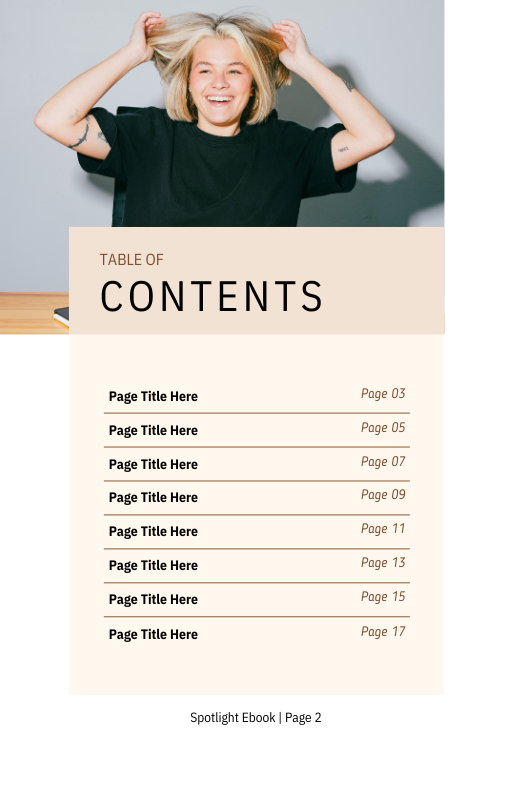 TABLE OF
CONTENTS
Page Title Here Page 03
Page Title Here Page 05
Page Title Here Page 07
Page Title Here Page 09
Page Title Here Page 11
Page Title Here Page 13
Page Title Here Page 15
Page Title Here Page 17
Spotlight Ebook | Page 2